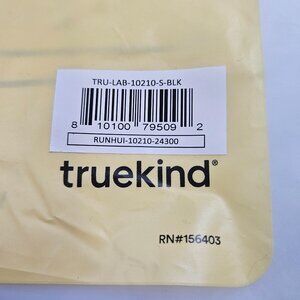 TRU-LAB-10210-S-BLK
8 10100 79509 2
RUNHUI-10210-24300
truekind®
RN#156403